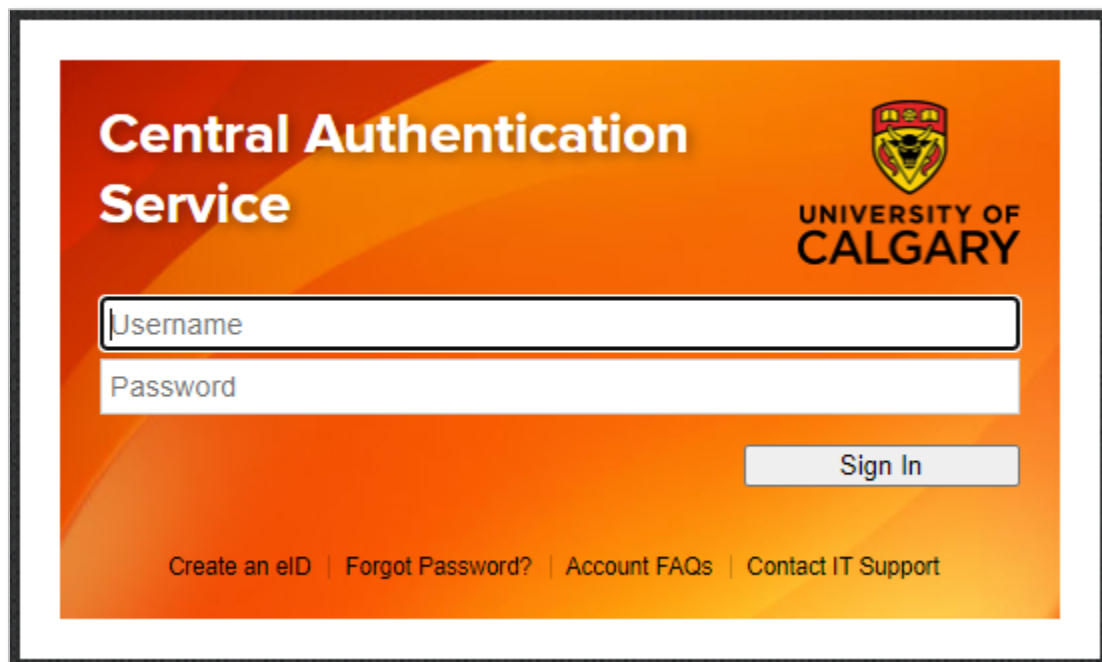 Central Authentication
Service
UNIVERSITY OF
CALGARY
Username
Password
Sign In
Create an eID | Forgot Password? | Account FAQs | Contact IT Support